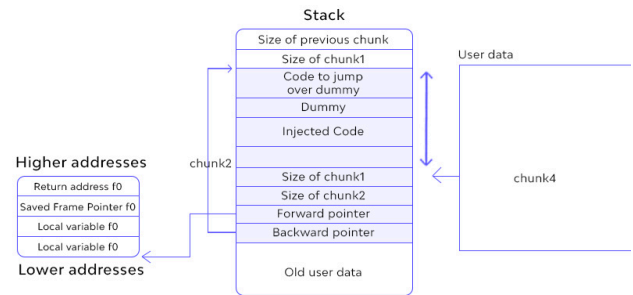 Stack
Size of previous chunk
Size of chunk1
Code to jump
over dummy
Dummy
Injected Code
Size of chunk1
Size of chunk2
Forward pointer
Backward pointer
Old user data
chunk2
User data
chunk4
Higher addresses
Return address f0
Saved Frame Pointer f0
Local variable f0
Local variable f0
Lower addresses